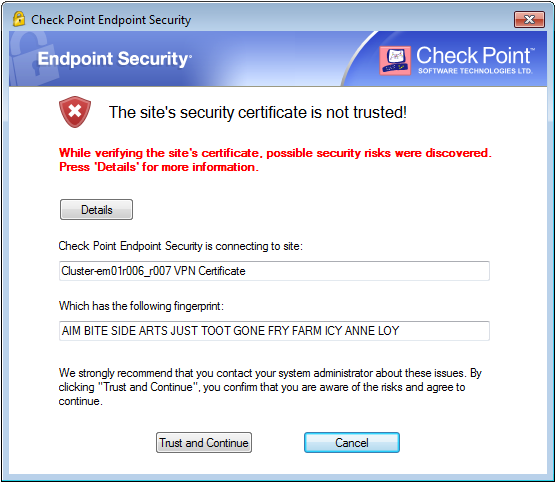 Check Point Endpoint Security
Endpoint Security
Check Point™
SOFTWARE TECHNOLOGIES LTD.
The site's security certificate is not trusted!
While verifying the site's certificate, possible security risks were discovered.
Press 'Details' for more information.
Details
Check Point Endpoint Security is connecting to site:
Cluster-em01r006_r007 VPN Certificate
Which has the following fingerprint:
AIM BITE SIDE ARTS JUST TOOT GONE FRY FARM ICY ANNE LOY
We strongly recommend that you contact your system administrator about these issues. By
clicking "Trust and Continue", you confirm that you are aware of the risks and agree to
continue.
Trust and Continue
Cancel